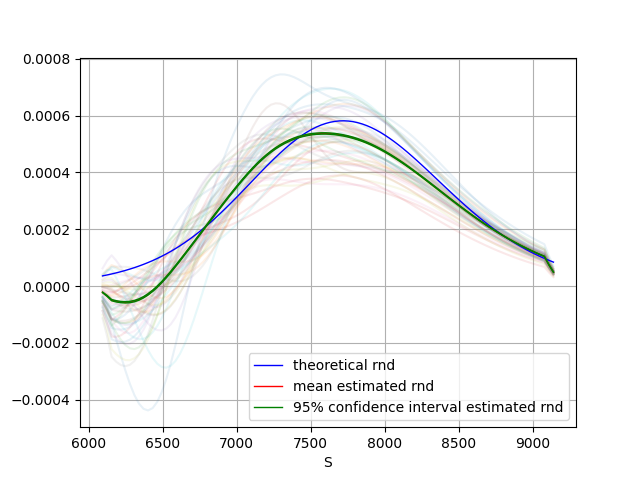 0.0008
0.0006
0.0004
0.0002
0.0000
−0.0002
−0.0004
theoretical rnd
mean estimated rnd
95% confidence interval estimated rnd
6000 6500 7000 7500 8000 8500 9000
S